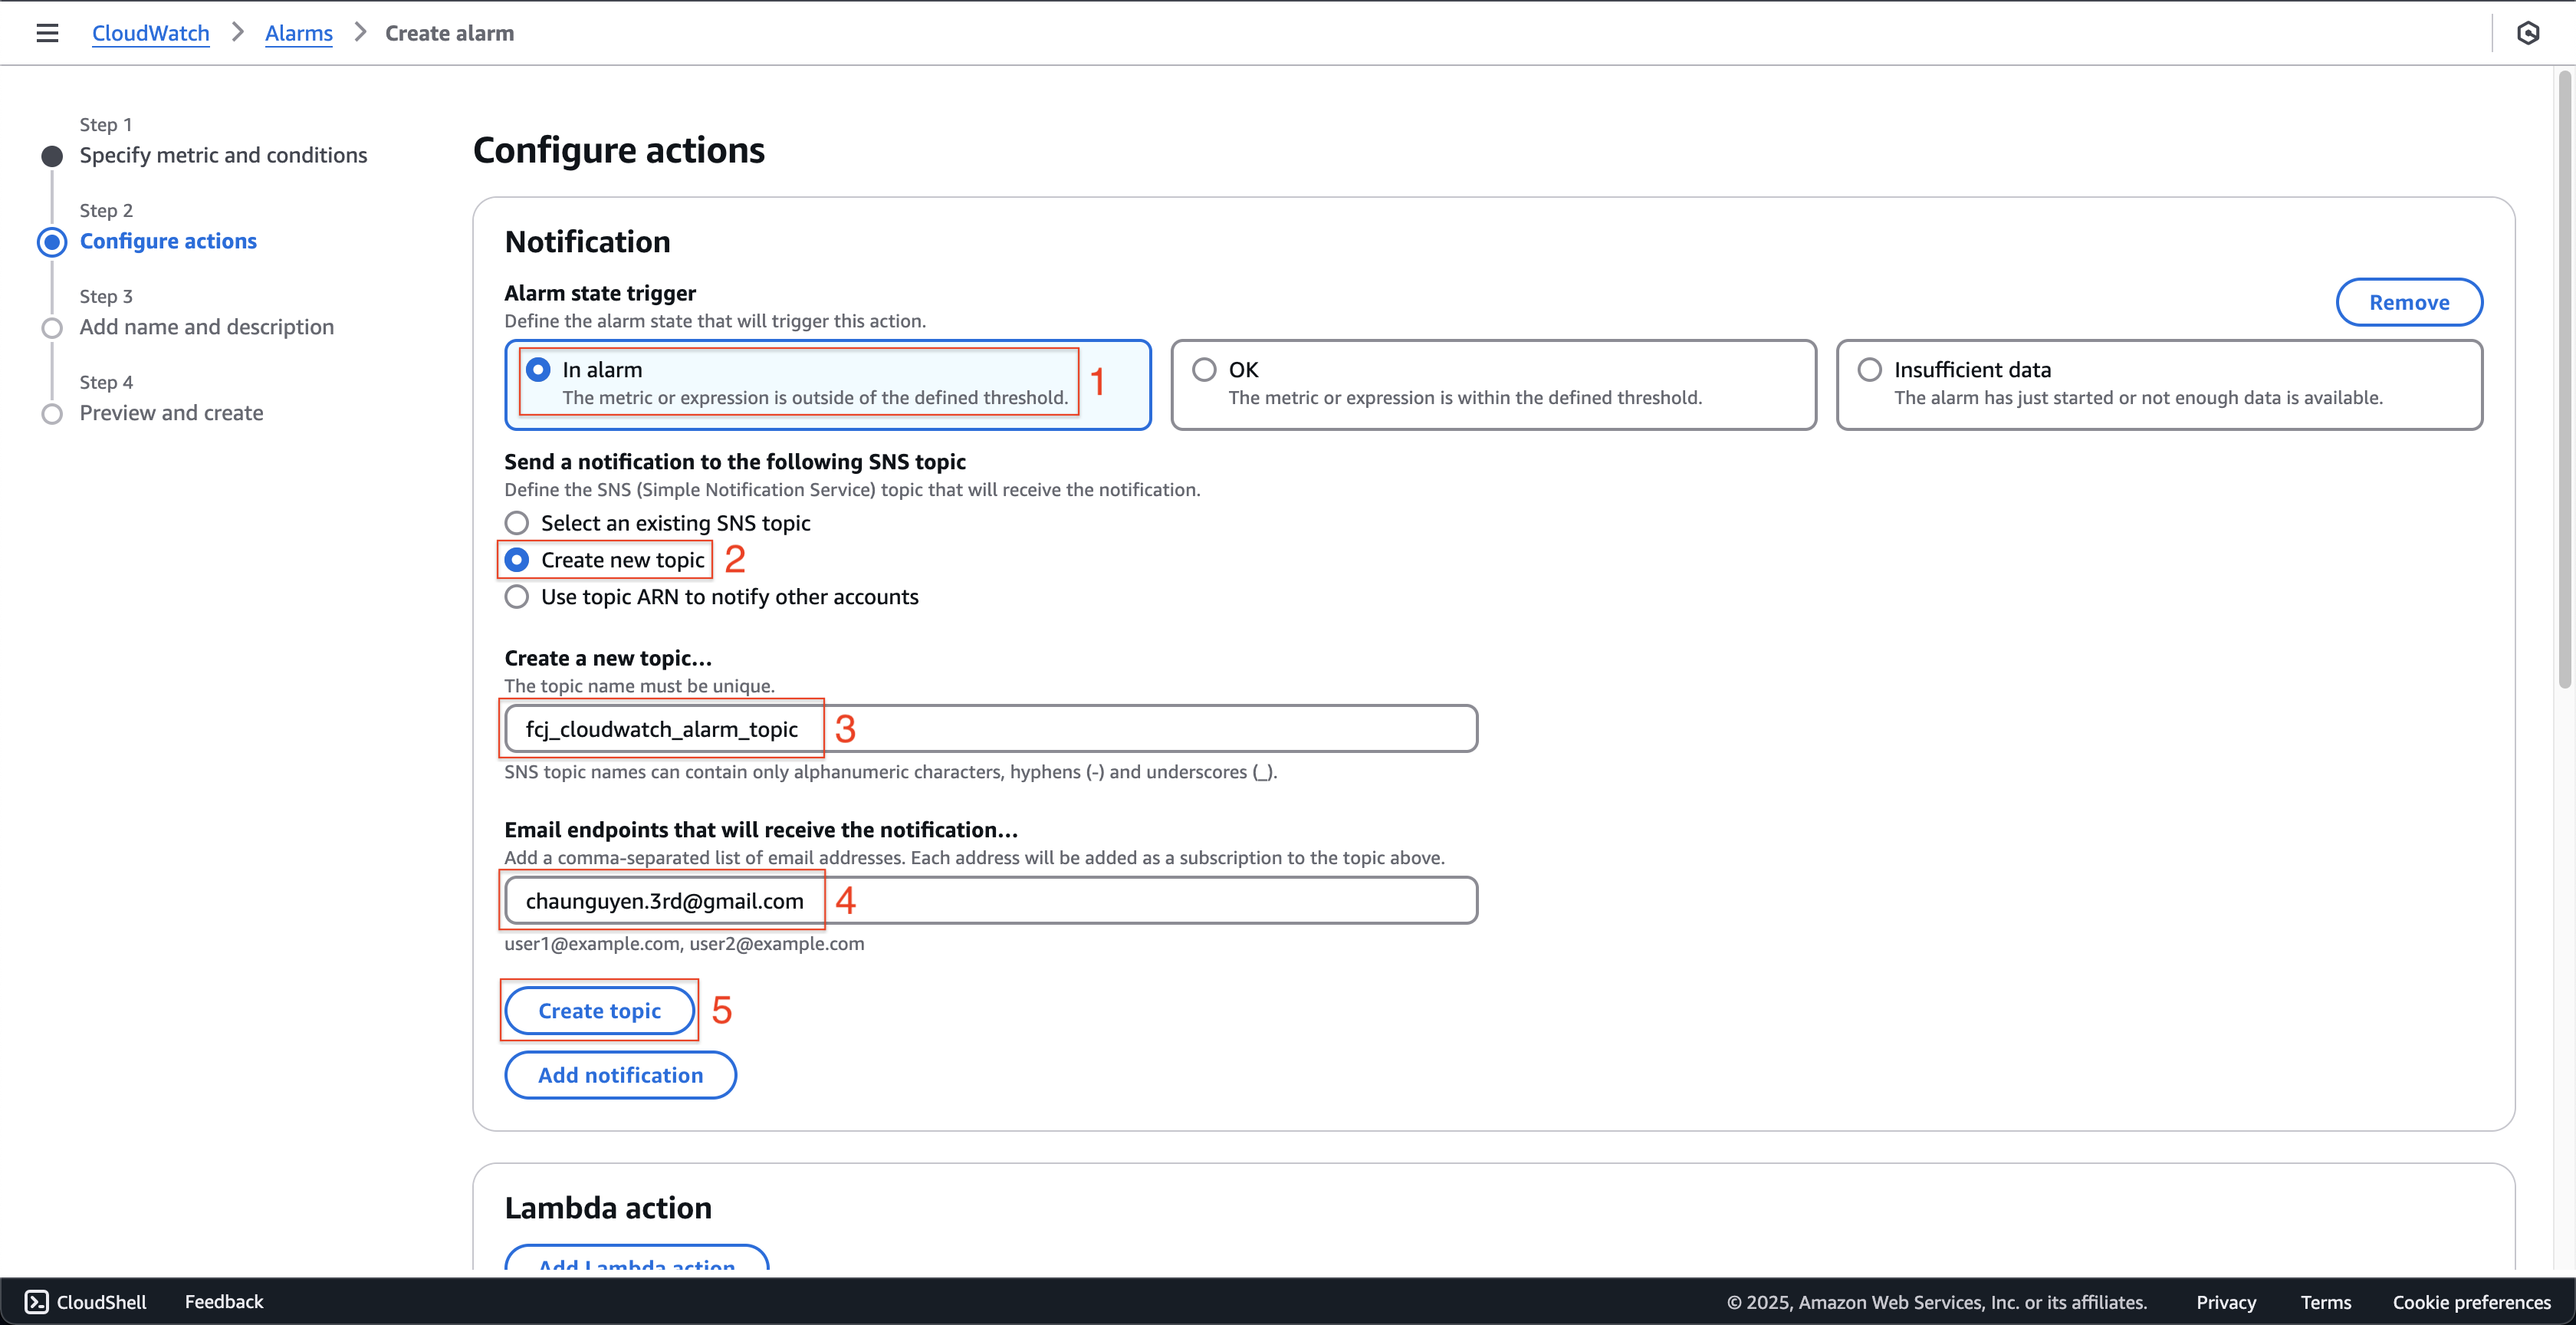 CloudWatch > Alarms > Create alarm
Step 1
Specify metric and conditions
Step 2
Configure actions
Step 3
Add name and description
Step 4
Preview and create
Configure actions
Notification
Alarm state trigger
Define the alarm state that will trigger this action.
Remove
In alarm
The metric or expression is outside of the defined threshold.
1
OK
The metric or expression is within the defined threshold.
Insufficient data
The alarm has just started or not enough data is available.
Send a notification to the following SNS topic
Define the SNS (Simple Notification Service) topic that will receive the notification.
Select an existing SNS topic
Create new topic 2
Use topic ARN to notify other accounts
Create a new topic...
The topic name must be unique.
fcj_cloudwatch_alarm_topic 3
SNS topic names can contain only alphanumeric characters, hyphens (-) and underscores (_).
Email endpoints that will receive the notification...
Add a comma-separated list of email addresses. Each address will be added as a subscription to the topic above.
chaunguyen.3rd@gmail.com 4
user1@example.com, user2@example.com
Create topic 5
Add notification
Lambda action
Add Lambda action
CloudShell Feedback © 2025, Amazon Web Services, Inc. or its affiliates. Privacy Terms Cookie preferences